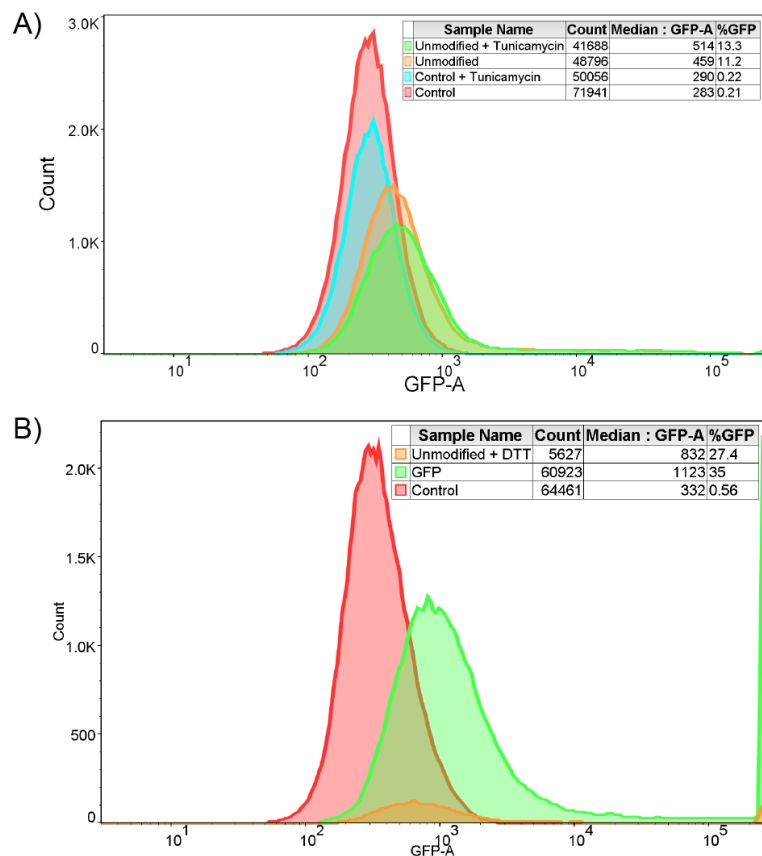 A)
3.0K
2.0K
1.0K
0
Count
10^1
10^2
10^3
10^4
10^5
GFP-A
Sample Name Count Median : GFP-A %GFP
Unmodified + Tunicamycin 41688 514 13.3
Unmodified 48796 459 11.2
Control + Tunicamycin 50056 290 0.22
Control 71941 283 0.21
B)
2.0K
1.5K
1.0K
500
0
Count
10^1
10^2
10^3
10^4
10^5
GFP-A
Sample Name Count Median : GFP-A %GFP
Unmodified + DTT 5627 832 27.4
GFP 60923 1123 35
Control 64461 332 0.56